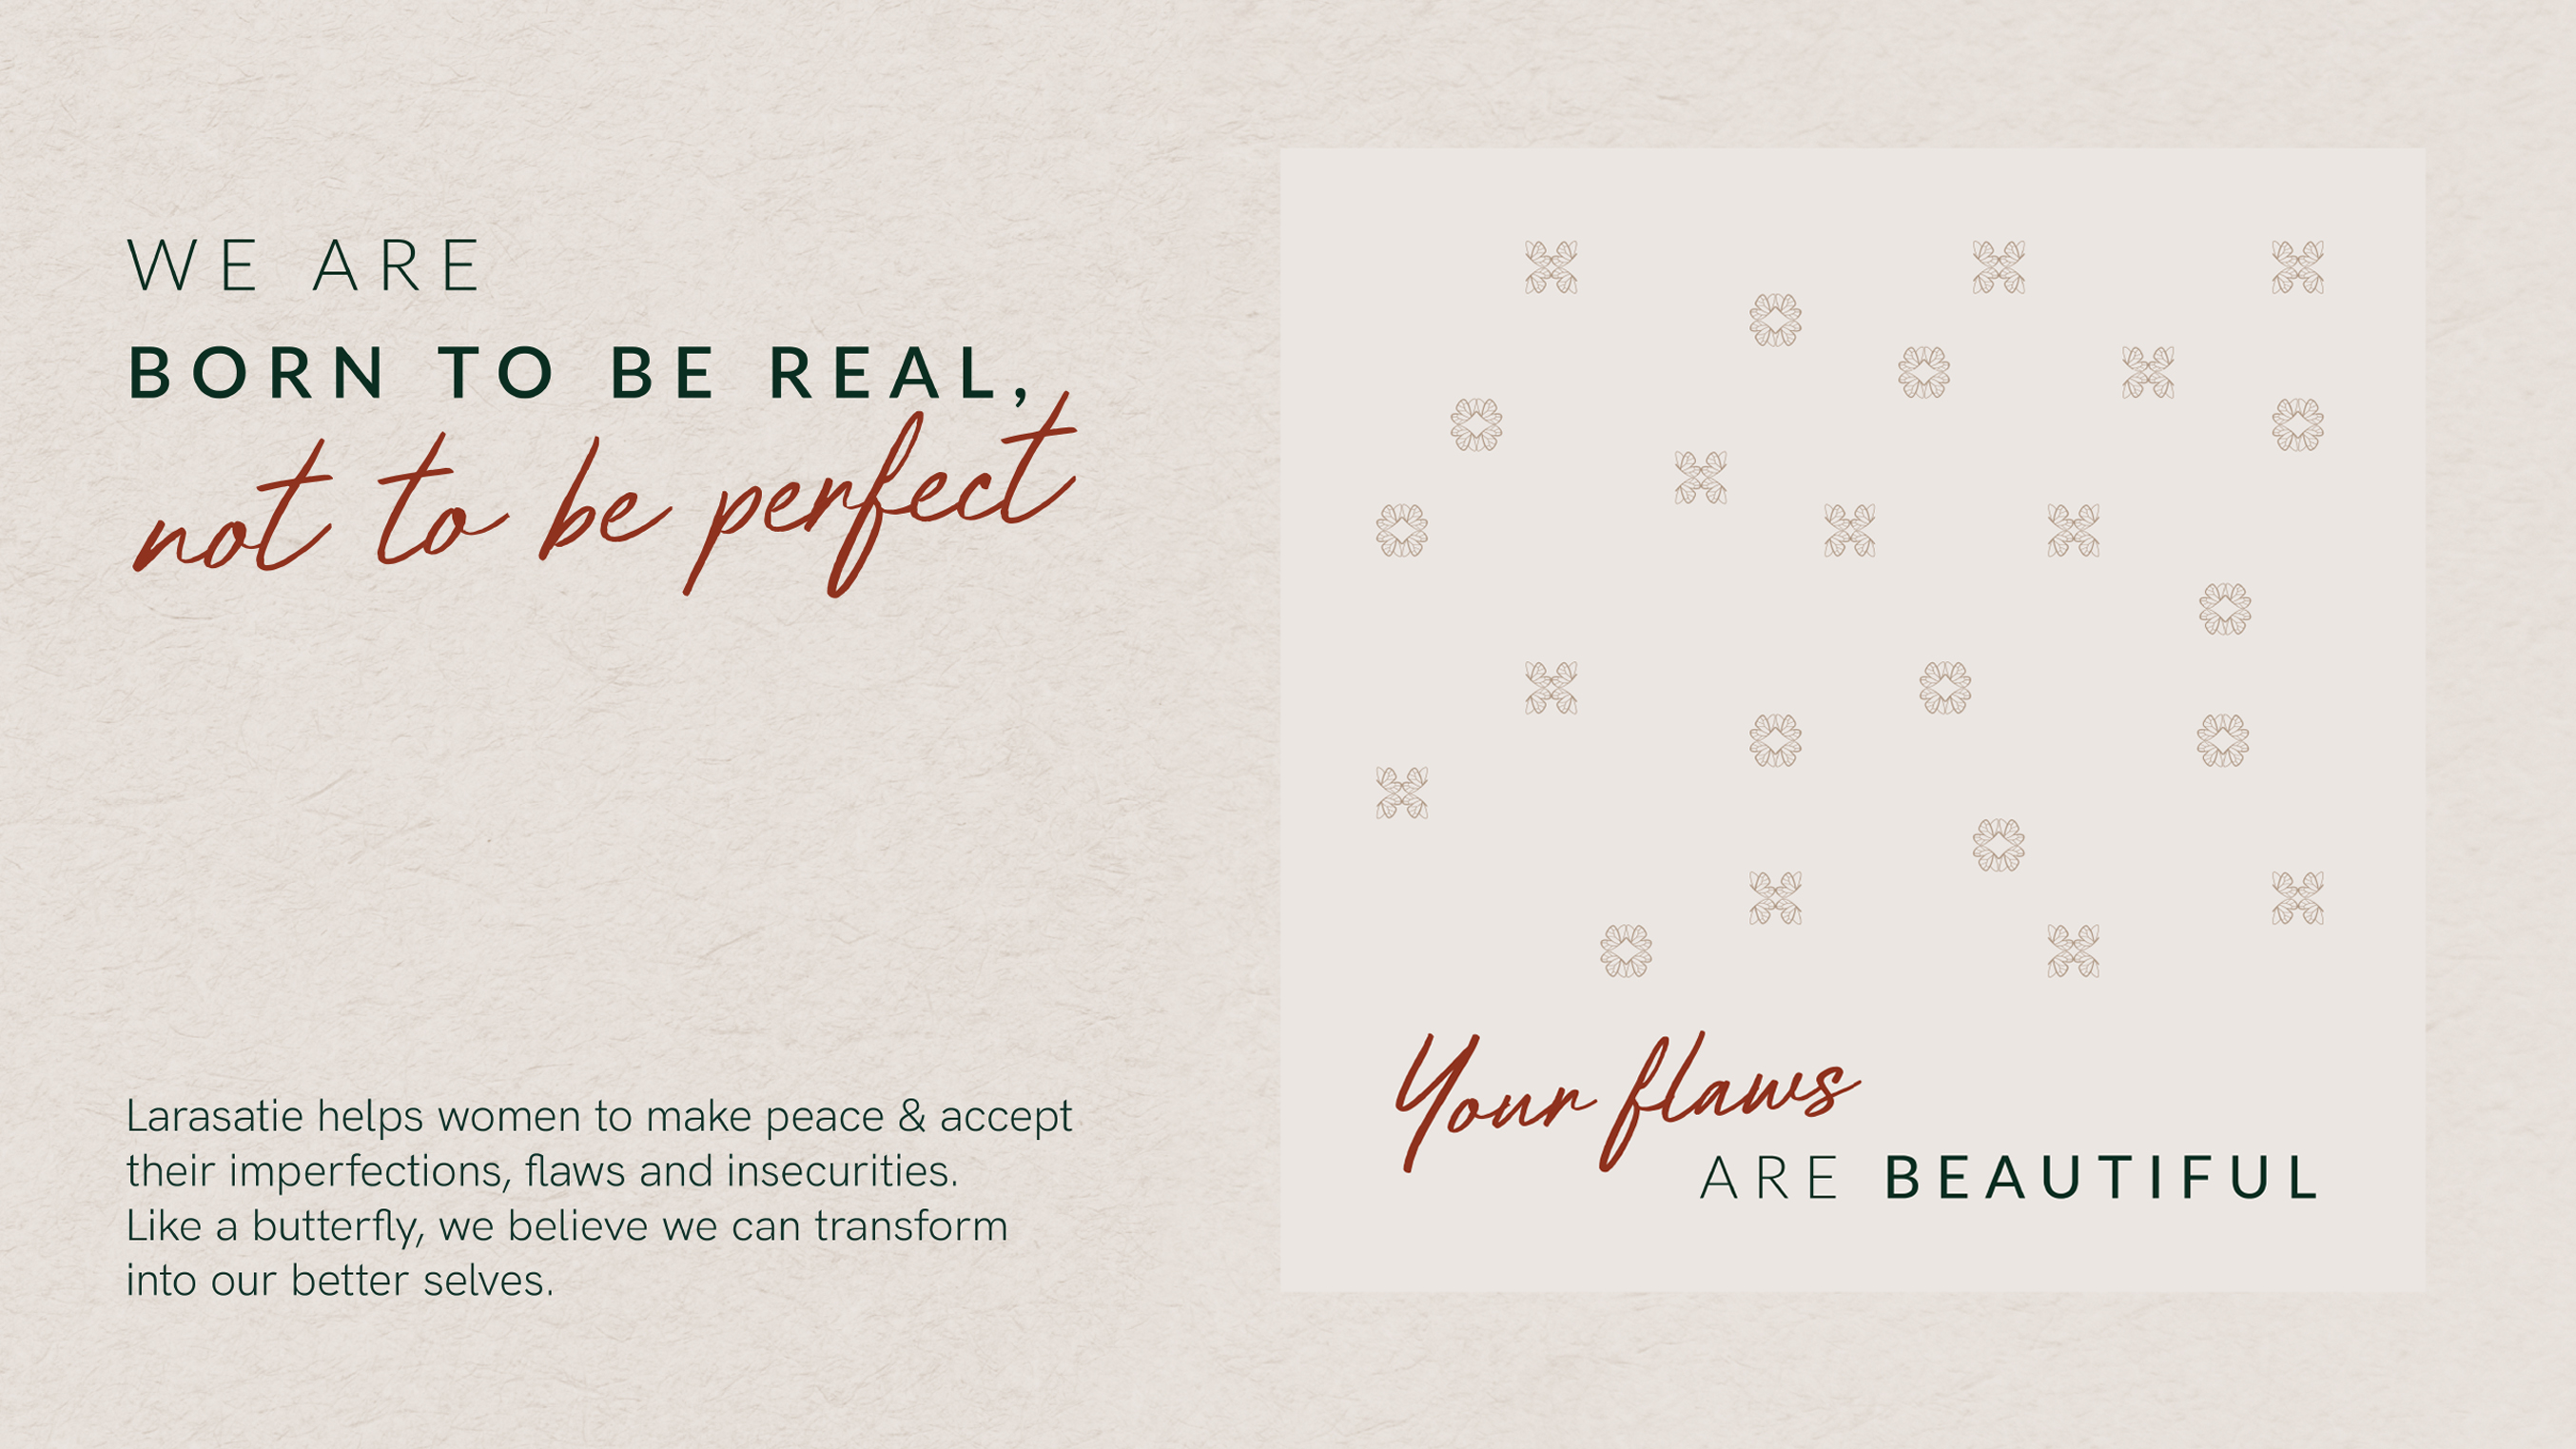 WE ARE
BORN TO BE REAL,
not to be perfect
Larasatie helps women to make peace & accept
their imperfections, flaws and insecurities.
Like a butterfly, we believe we can transform
into our better selves.
Your flaws
ARE BEAUTIFUL